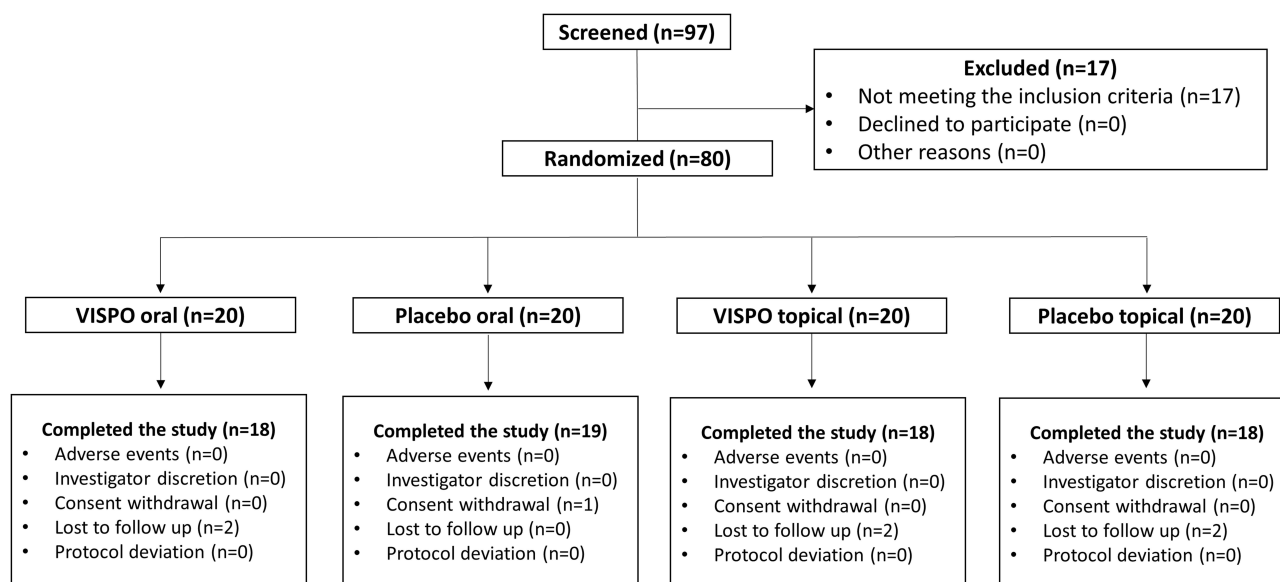 Screened (n=97)
Excluded (n=17)
• Not meeting the inclusion criteria (n=17)
• Declined to participate (n=0)
• Other reasons (n=0)
Randomized (n=80)
VISPO oral (n=20)
Placebo oral (n=20)
VISPO topical (n=20)
Placebo topical (n=20)
Completed the study (n=18)
• Adverse events (n=0)
• Investigator discretion (n=0)
• Consent withdrawal (n=0)
• Lost to follow up (n=2)
• Protocol deviation (n=0)
Completed the study (n=19)
• Adverse events (n=0)
• Investigator discretion (n=0)
• Consent withdrawal (n=1)
• Lost to follow up (n=0)
• Protocol deviation (n=0)
Completed the study (n=18)
• Adverse events (n=0)
• Investigator discretion (n=0)
• Consent withdrawal (n=0)
• Lost to follow up (n=2)
• Protocol deviation (n=0)
Completed the study (n=18)
• Adverse events (n=0)
• Investigator discretion (n=0)
• Consent withdrawal (n=0)
• Lost to follow up (n=2)
• Protocol deviation (n=0)